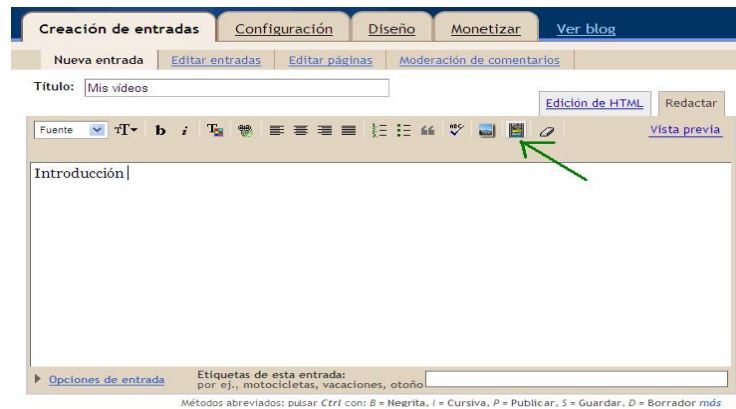 Creación de entradas Configuración Diseño Monetizar Ver blog
Nueva entrada Editar entradas Editar páginas Moderación de comentarios
Título: Mis vídeos
Edición de HTML Redactar
Fuente T b i T ABC Vista previa
Introducción
Opciones de entrada Etiquetas de esta entrada:
por ej., motocicletas, vacaciones, otoño
Métodos abreviados: pulsar Ctrl con: B = Negrita, I = Cursiva, P = Publicar, S = Guardar, D = Borrador más